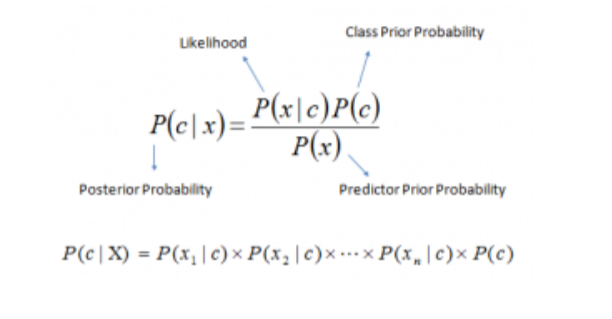 Class Prior Probability
Likelihood
P(c|x)= P(x|c)P(c)
P(x)
Posterior Probability
Predictor Prior Probability
P(c|X) = P(x₁|c)×P(x₂|c)×···×P(xₙ|c)×P(c)